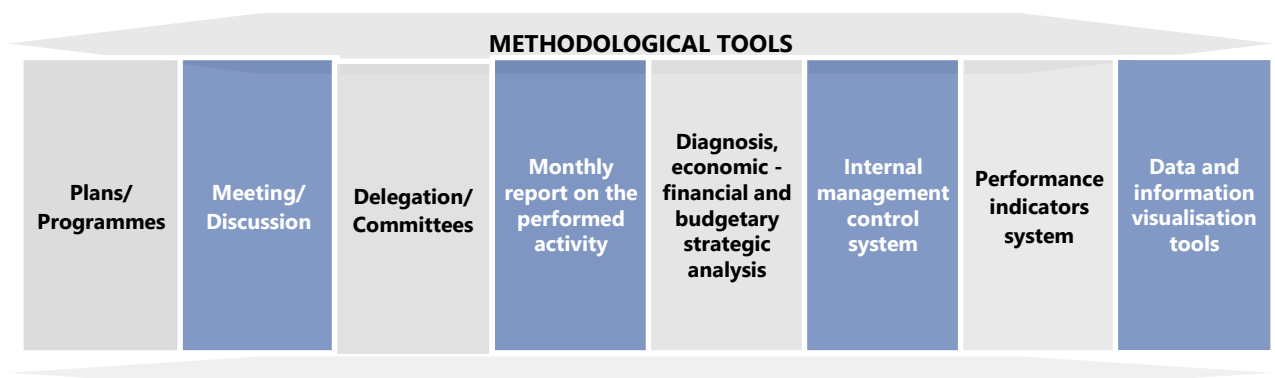 METHODOLOGICAL TOOLS
Plans/
Programmes
Meeting/
Discussion
Delegation/
Committees
Monthly
report on the
performed
activity
Diagnosis,
economic -
financial and
budgetary
strategic
analysis
Internal
management
control
system
Performance
indicators
system
Data and
information
visualisation
tools